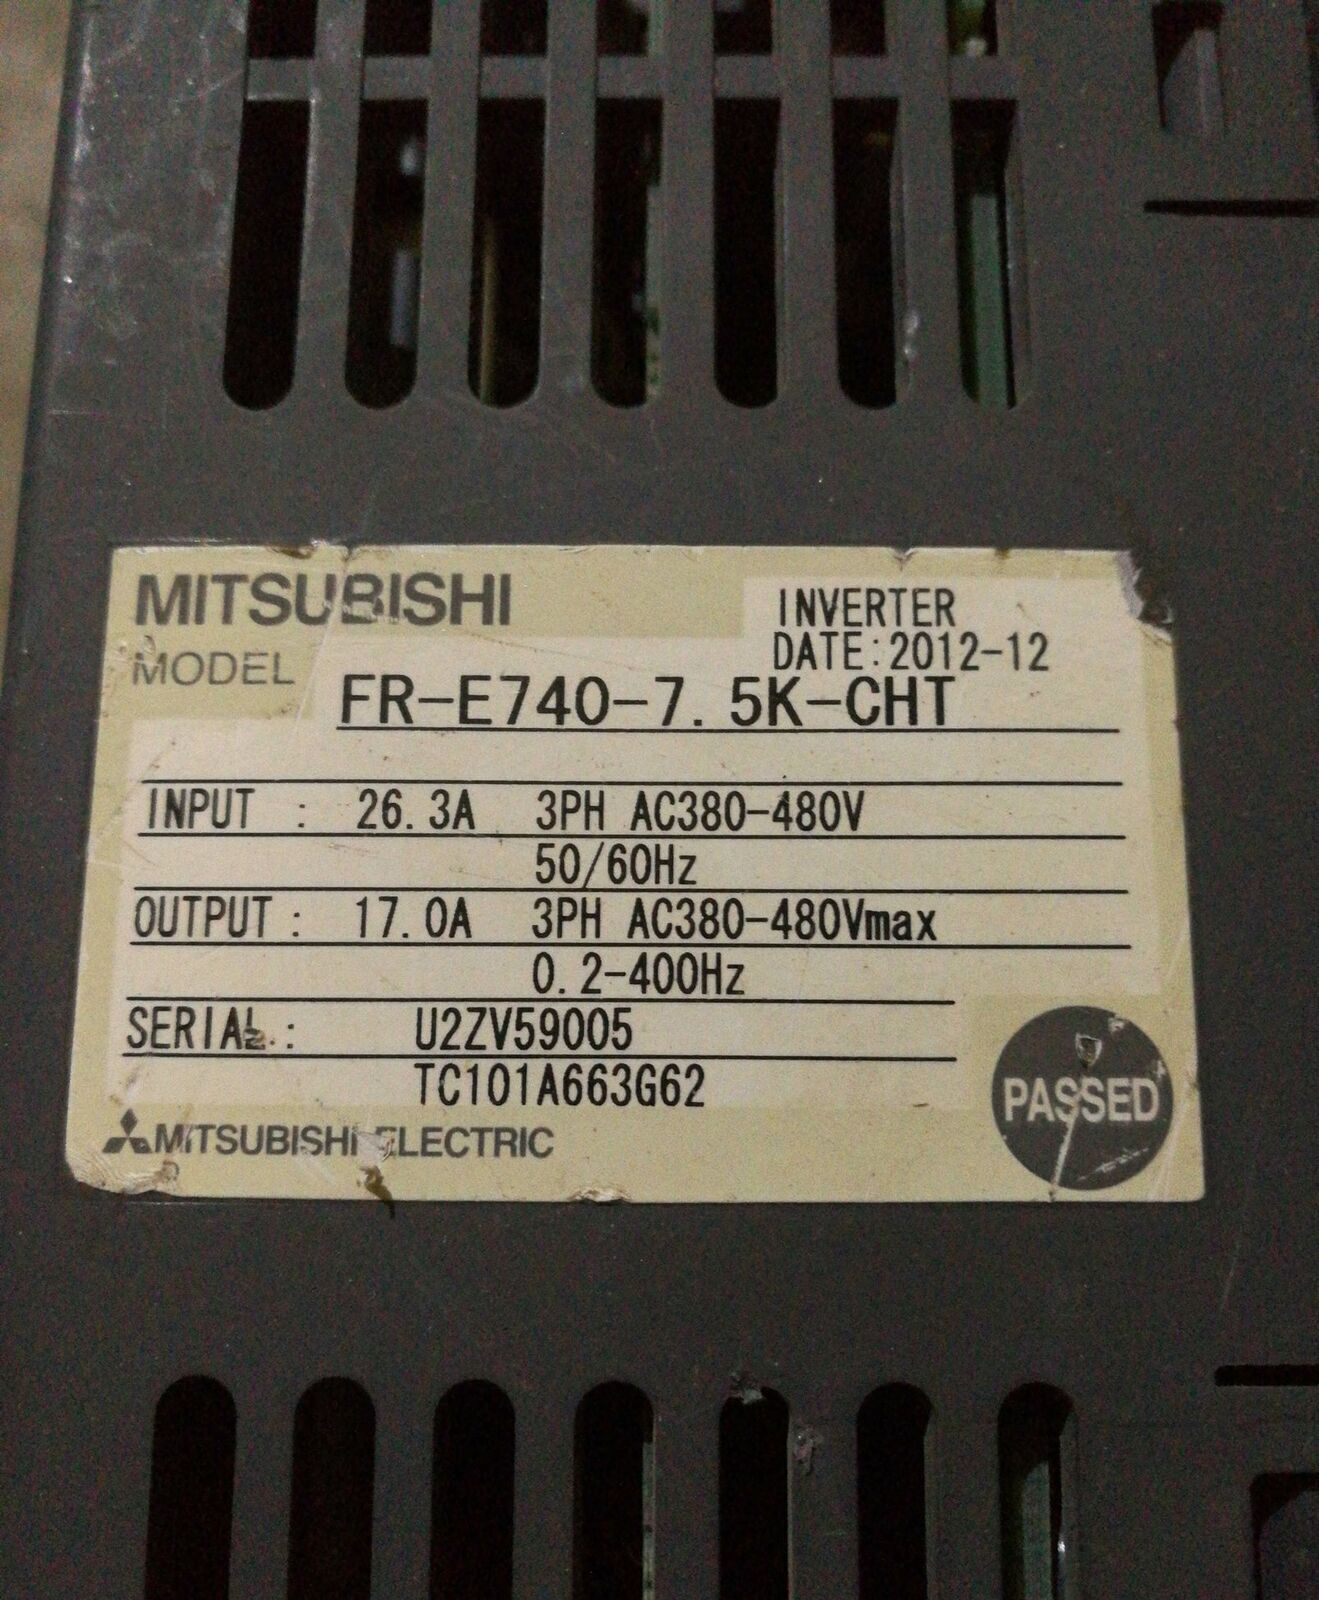 MITSUBISHI
INVERTER
DATE:2012-12
MODEL
FR-E740-7.5K-CHT
INPUT : 26.3A 3PH AC380-480V
50/60Hz
OUTPUT : 17.0A 3PH AC380-480Vmax
0.2-400Hz
SERIAL : U2ZV59005
TC101A663G62
PASSED
MITSUBISHI ELECTRIC